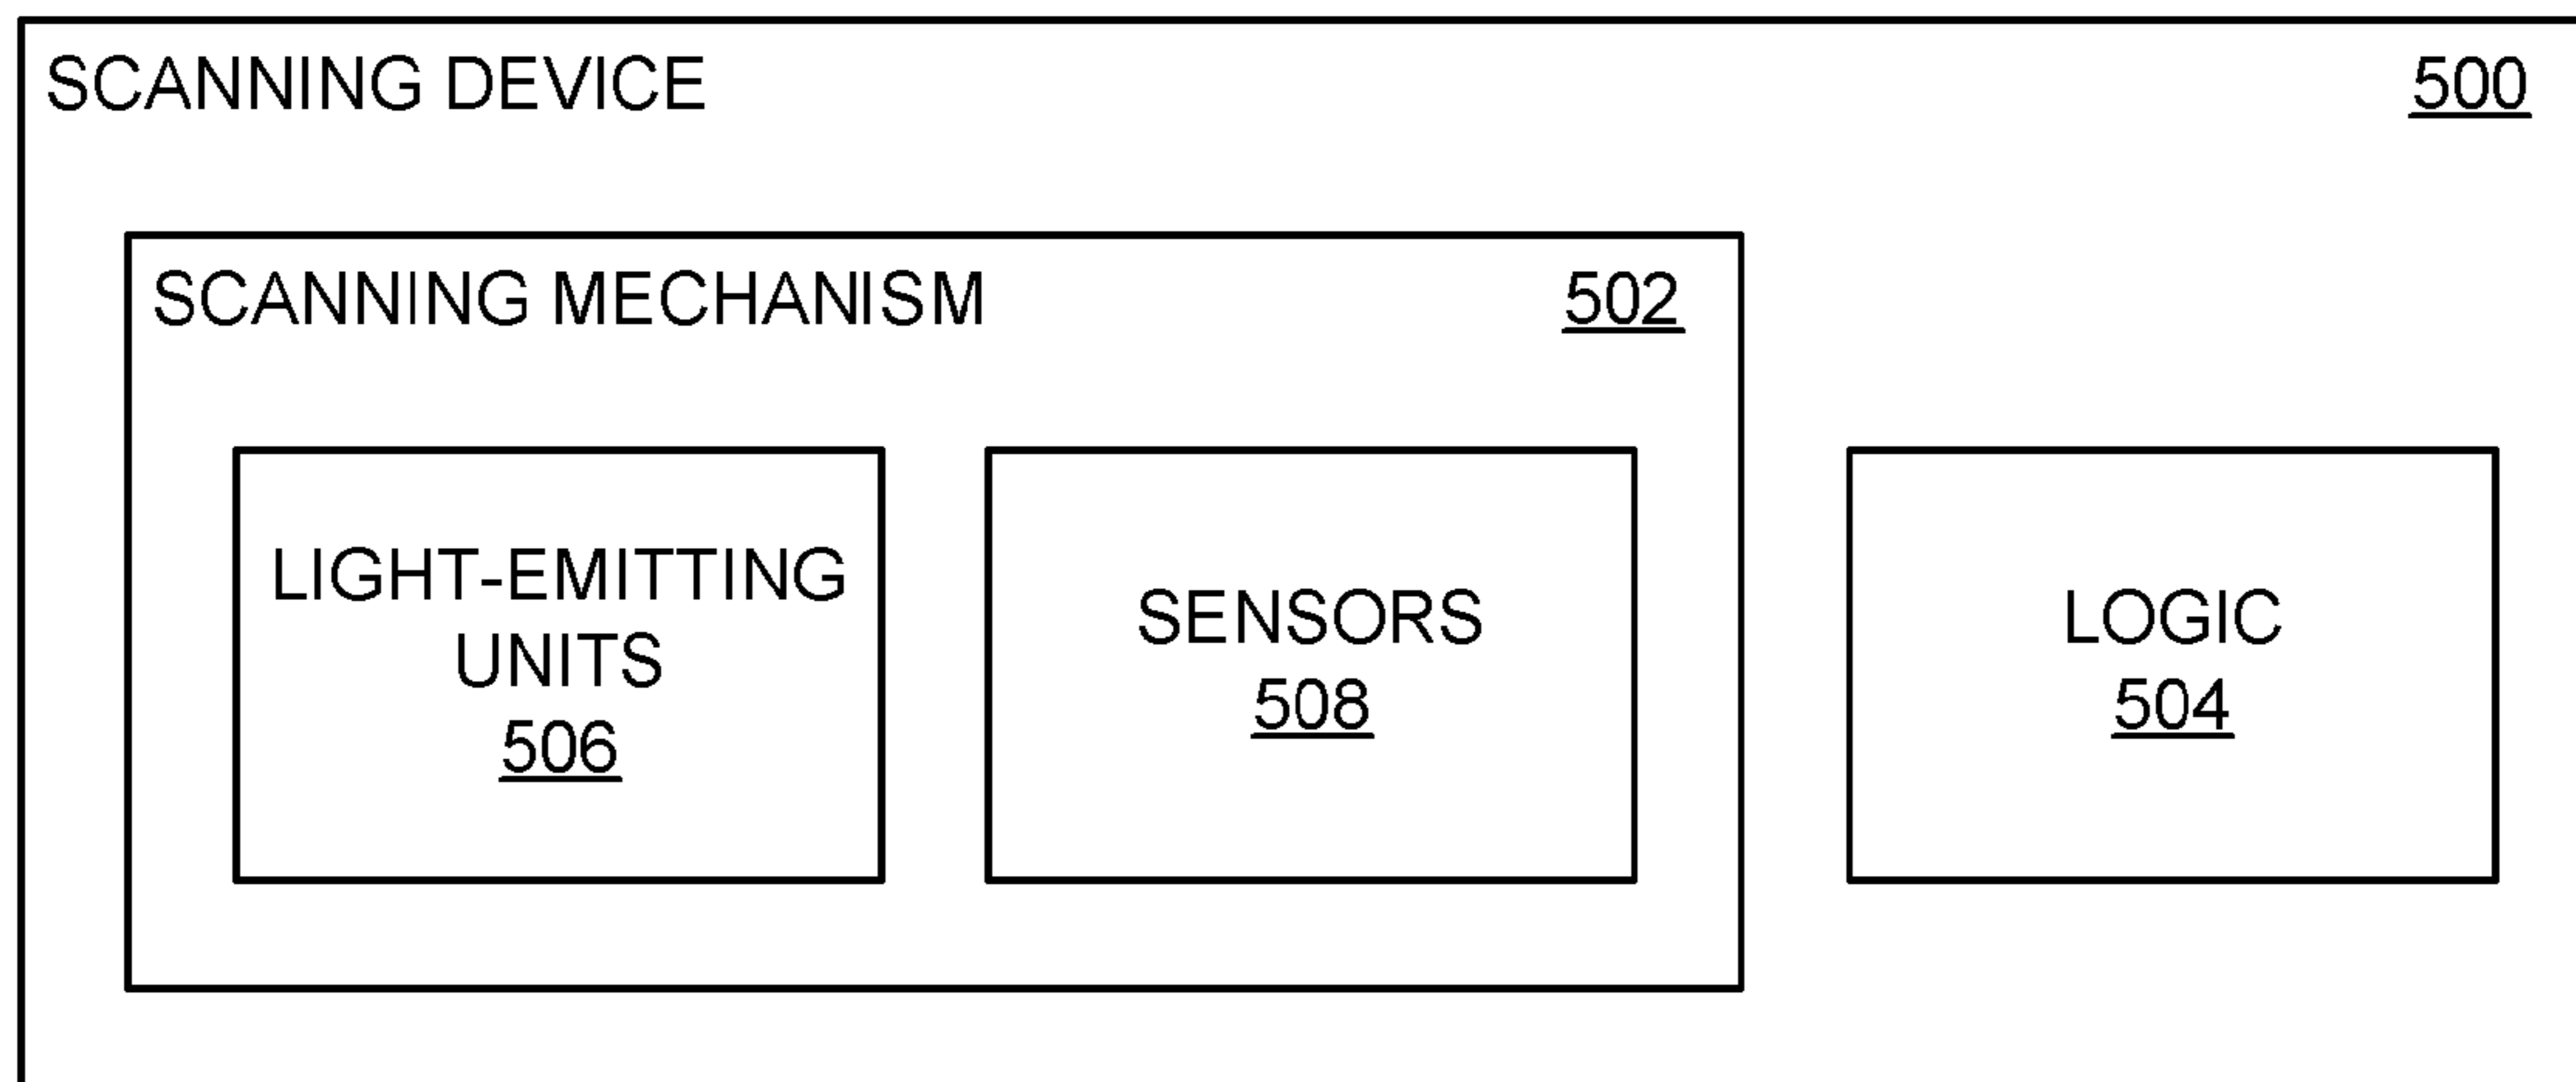 SCANNING DEVICE 500
SCANNING MECHANISM 502
LIGHT-EMITTING
UNITS
506
SENSORS
508
LOGIC
504